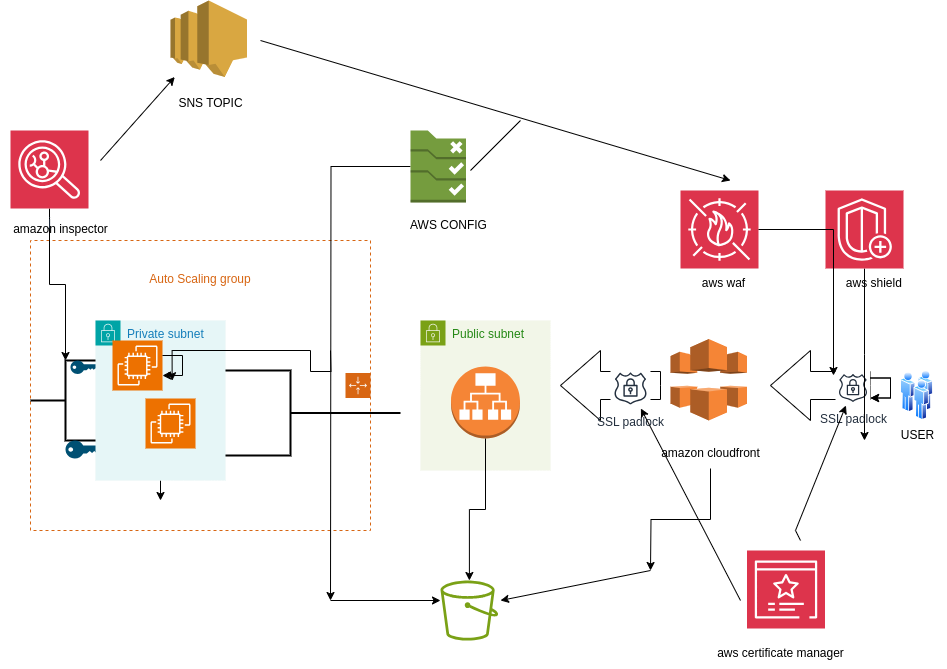 SNS TOPIC
amazon inspector
AWS CONFIG
Auto Scaling group
aws waf
aws shield
Private subnet
Public subnet
SSL padlock
SSL padlock
USER
amazon cloudfront
aws certificate manager